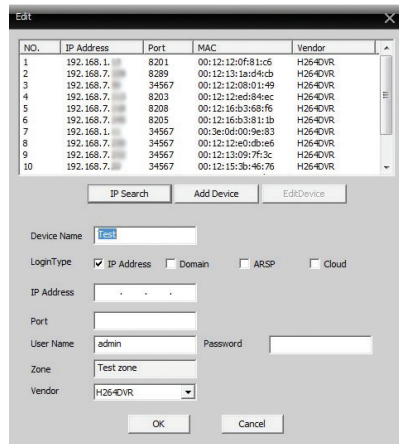 Edit
NO. IP Address Port MAC Vendor
1 192.168.1. 8201 00:12:12:0f:81:c6 H264DVR
2 192.168.7. 8289 00:12:13:1a:d4:cb H264DVR
3 192.168.7. 34567 00:12:12:08:01:49 H264DVR
4 192.168.7. 8203 00:12:12:ed:84:ec H264DVR
5 192.168.7. 8208 00:12:16:b3:68:f6 H264DVR
6 192.168.7. 8205 00:12:16:b3:81:1b H264DVR
7 192.168.1. 34567 00:3e:0d:00:9e:83 H264DVR
8 192.168.7. 34567 00:12:12:e0:db:e6 H264DVR
9 192.168.7. 34567 00:12:13:09:7f:3c H264DVR
10 192.168.7. 34567 00:12:15:3b:46:76 H264DVR
IP Search Add Device EditDevice
Device Name Test
LoginType IP Address Domain ARSP Cloud
IP Address . . .
Port
User Name admin Password
Zone Test zone
Vendor H264DVR
OK Cancel